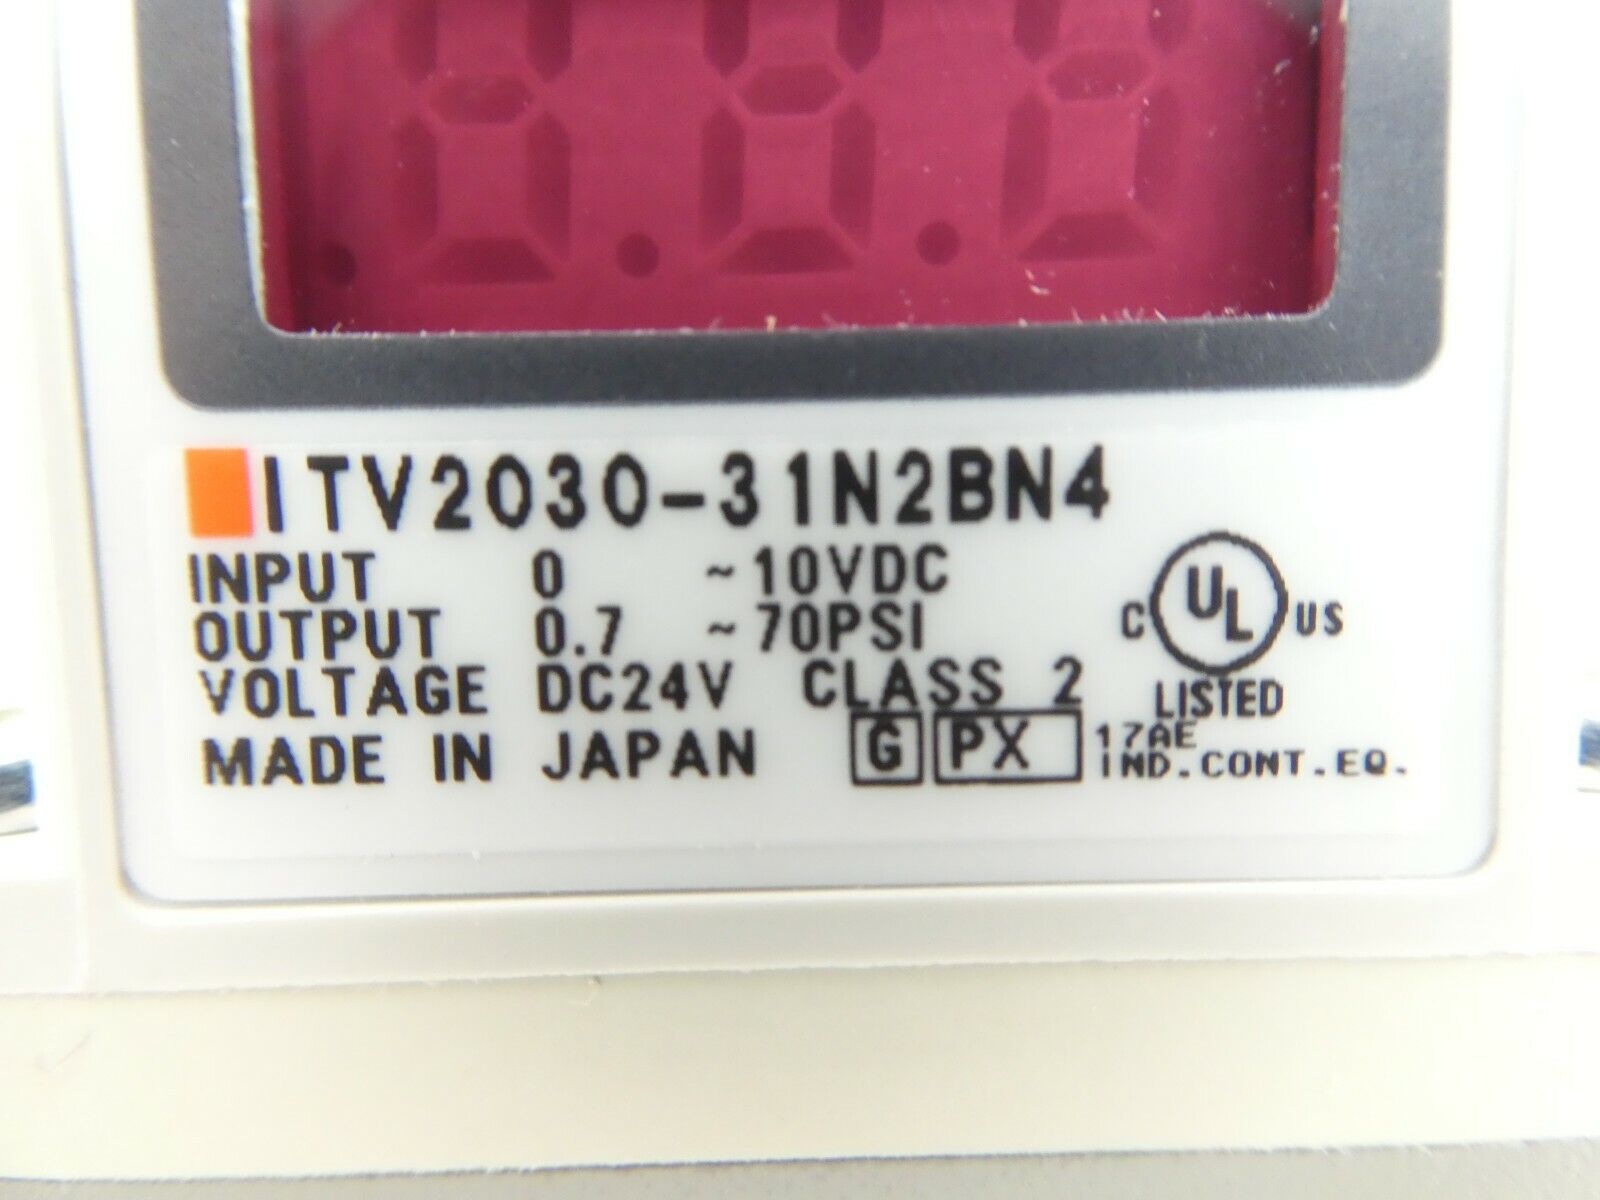 ITV2030-31N2BN4
INPUT 0 ~10VDC
OUTPUT 0.7 ~70PSI
VOLTAGE DC24V CLASS 2
MADE IN JAPAN G PX
C UL US
LISTED
17AE
IND.CONT.EQ.